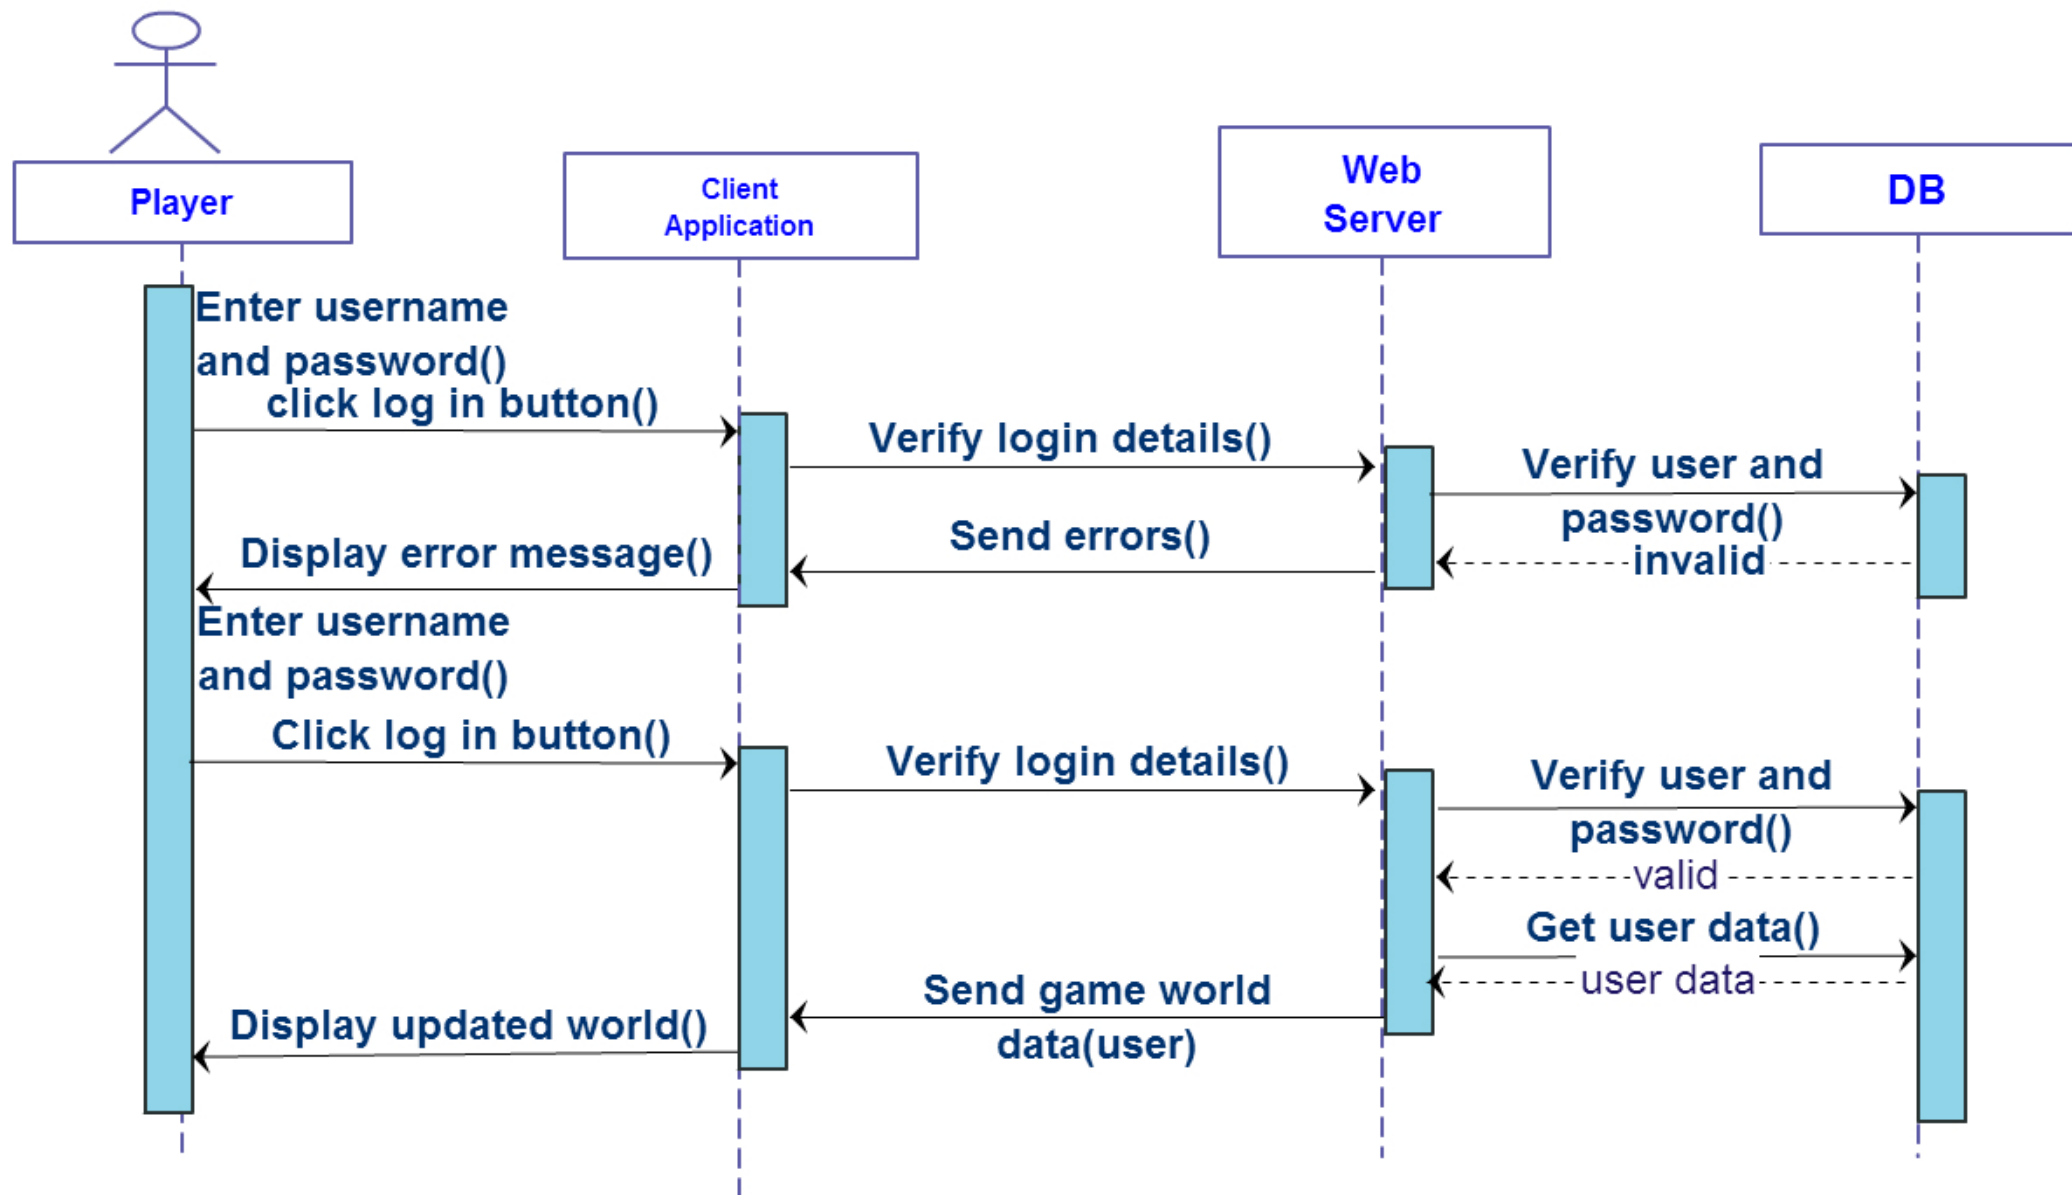 Player
Client
Application
Web
Server
DB
Enter username
and password()
click log in button()
Verify login details()
Verify user and
password()
invalid
Send errors()
Display error message()
Enter username
and password()
Click log in button()
Verify login details()
Verify user and
password()
valid
Get user data()
user data
Send game world
data(user)
Display updated world()